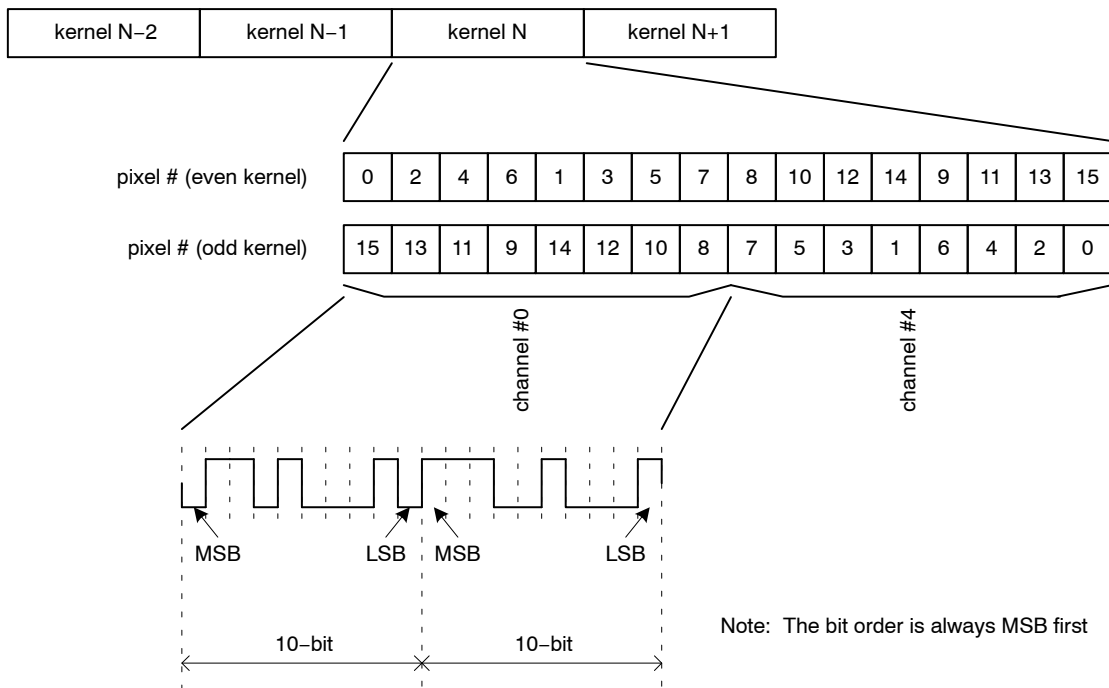 kernel N−2 kernel N−1 kernel N kernel N+1
pixel # (even kernel) 0 2 4 6 1 3 5 7 8 10 12 14 9 11 13 15
pixel # (odd kernel) 15 13 11 9 14 12 10 8 7 5 3 1 6 4 2 0
channel #0
channel #4
MSB LSB MSB LSB
10−bit 10−bit
Note: The bit order is always MSB first